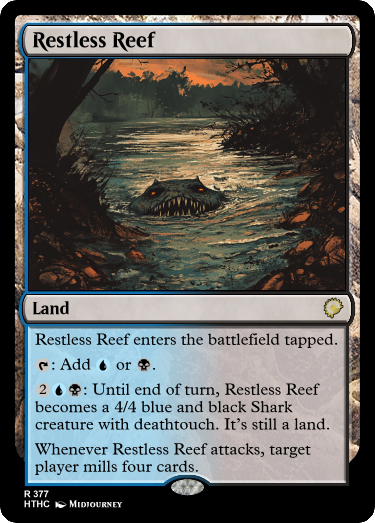 Restless Reef
Land
Restless Reef enters the battlefield tapped.
: Add or .
2 : Until end of turn, Restless Reef
becomes a 4/4 blue and black Shark
creature with deathtouch. It's still a land.
Whenever Restless Reef attacks, target
player mills four cards.
R 377
HTHC Midjourney